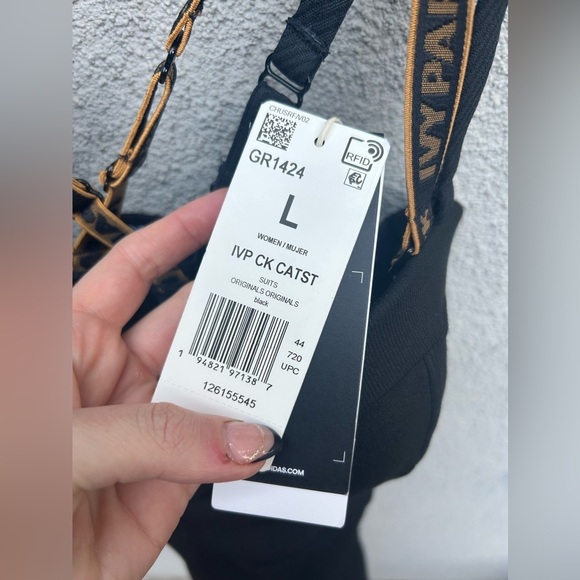 CHUSRFIV02
RFID
GR1424
L
WOMEN / MUJER
IVP CK CATST
SUITS
ORIGINALS ORIGINALS
black
44
720
UPC
1 94821 97138 7
126155545
IDAS.COM
IVY PAR